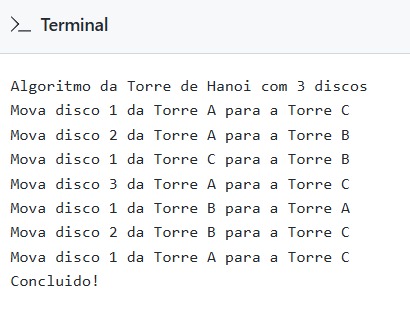 >_ Terminal
Algoritmo da Torre de Hanoi com 3 discos
Mova disco 1 da Torre A para a Torre C
Mova disco 2 da Torre A para a Torre B
Mova disco 1 da Torre C para a Torre B
Mova disco 3 da Torre A para a Torre C
Mova disco 1 da Torre B para a Torre A
Mova disco 2 da Torre B para a Torre C
Mova disco 1 da Torre A para a Torre C
Concluido!